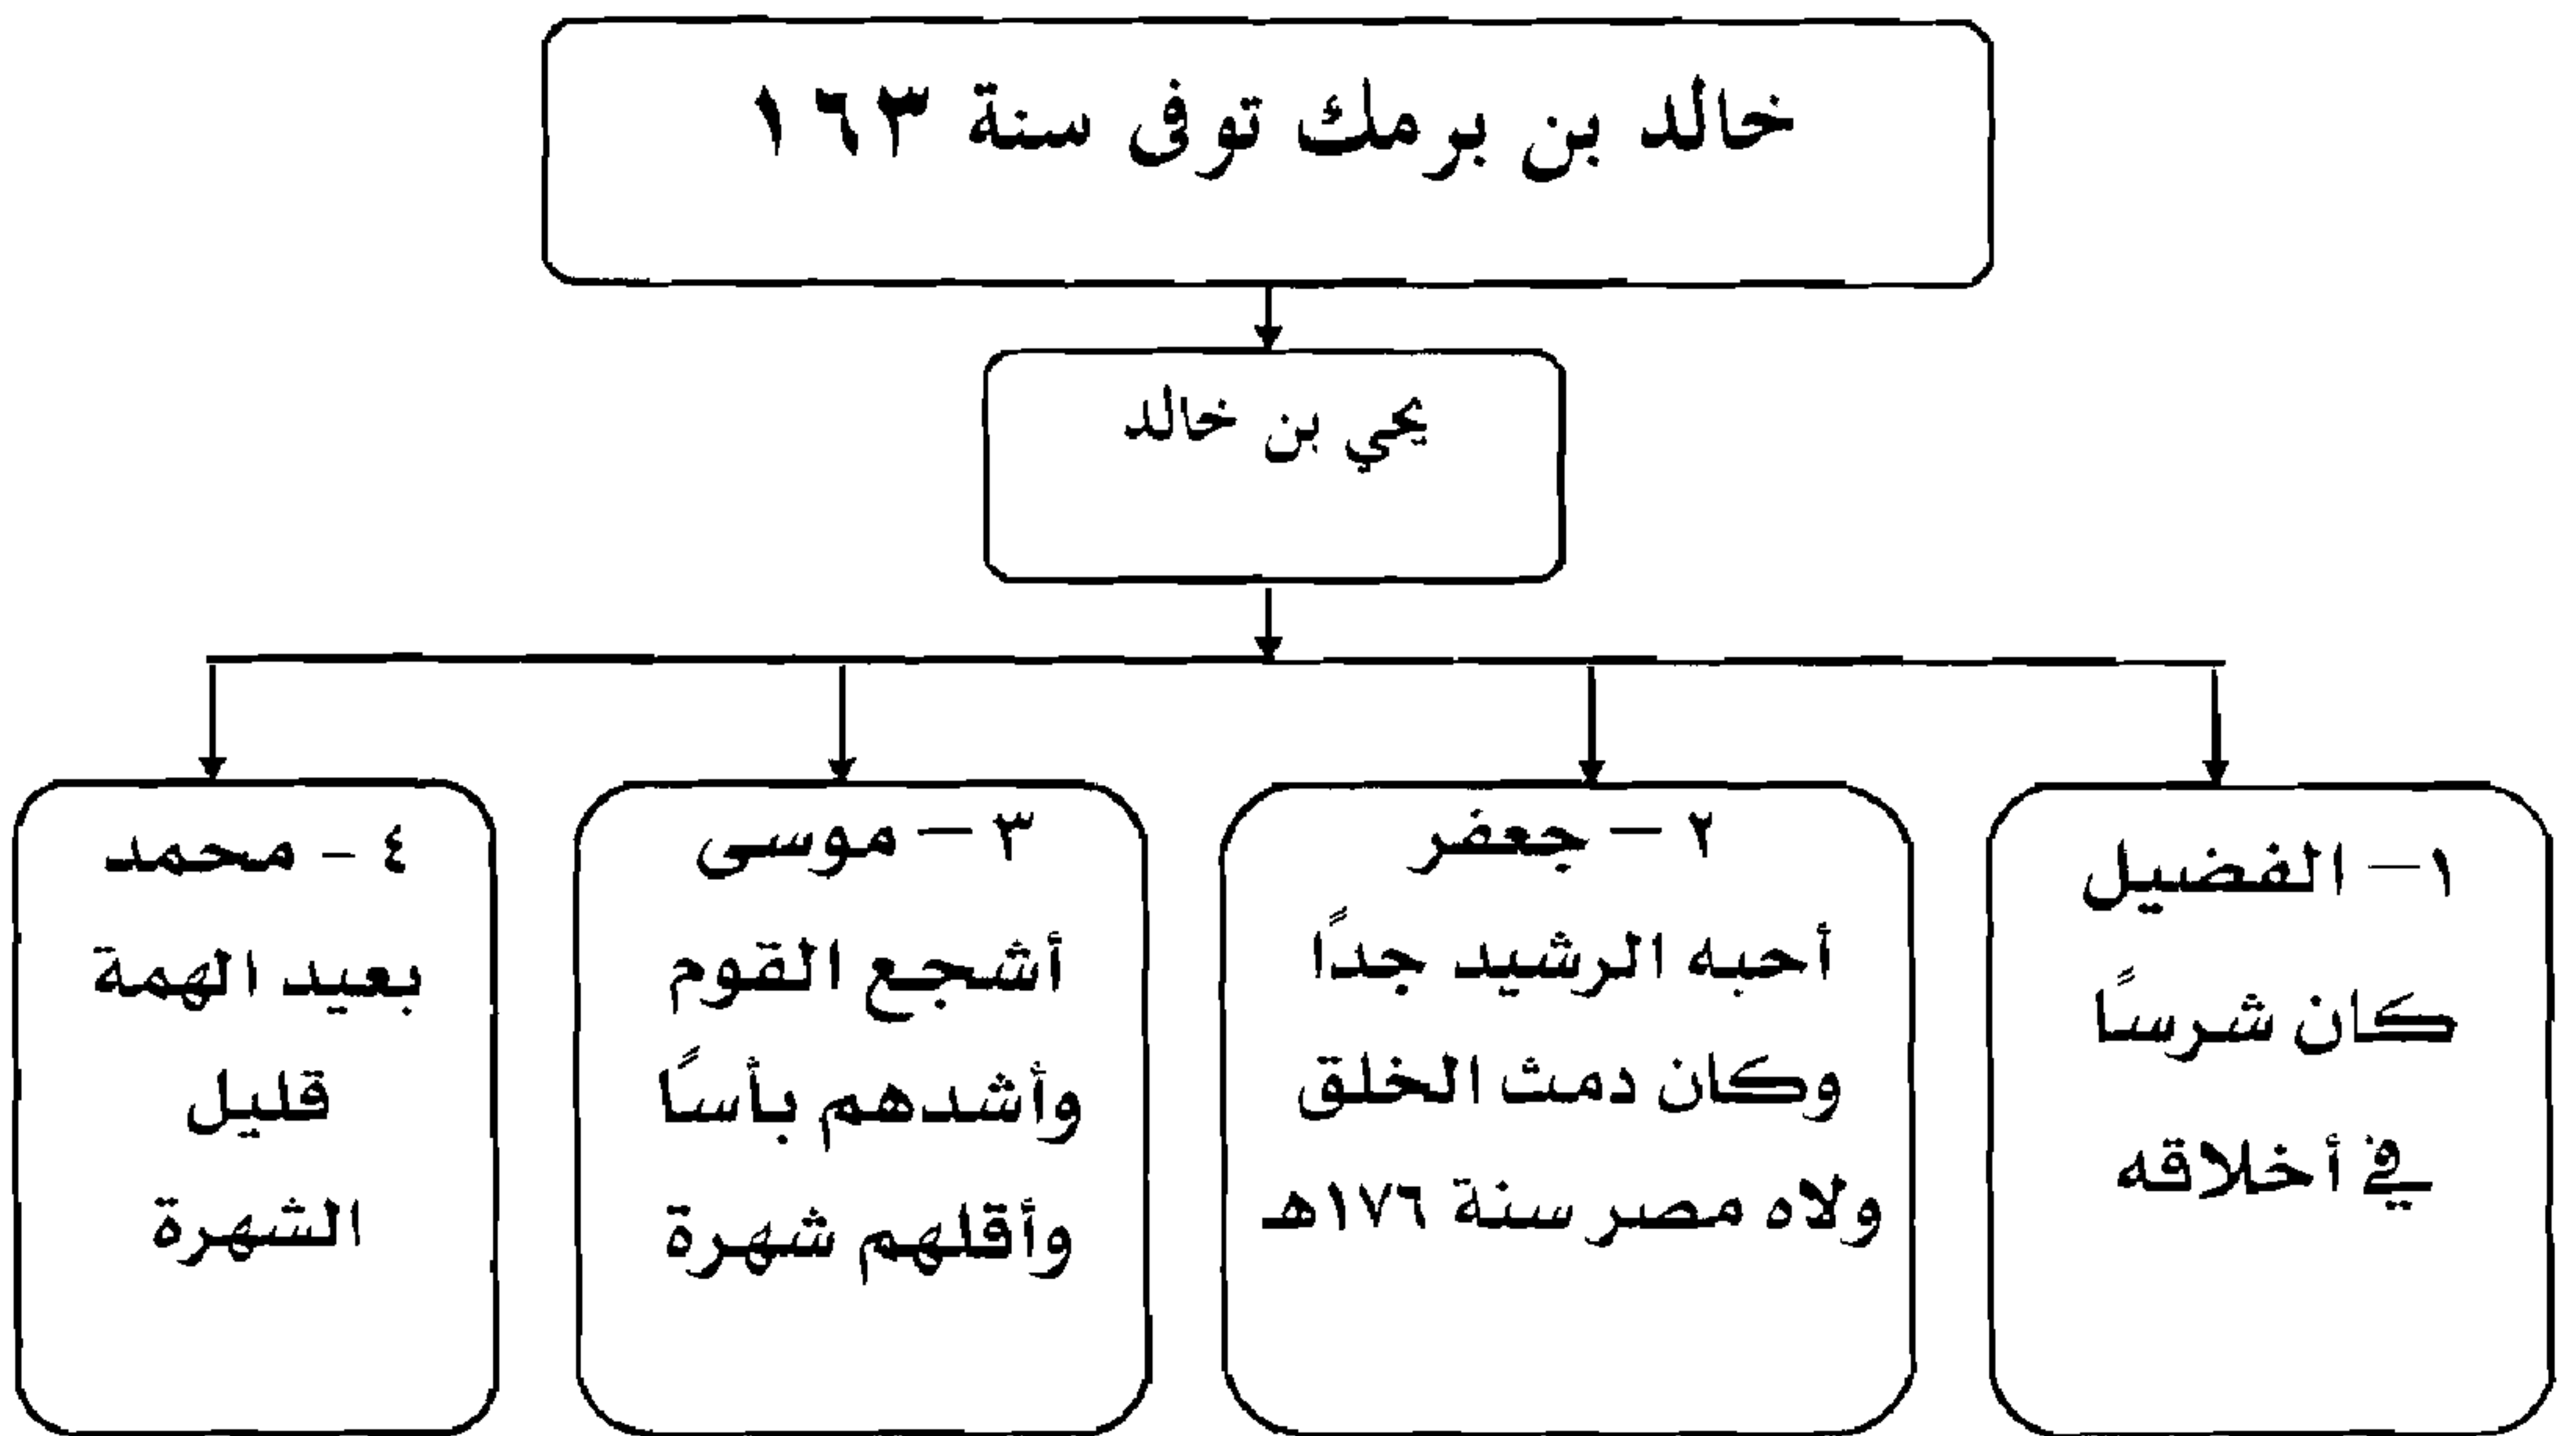 خالد بن برمك توفى سنة ١٦٣
يحي بن خالد
١– الفضيل
كان شرسًا
في أخلاقه
٢ – جعفر
أحبه الرشيد جدًا
وكان دمث الخلق
ولاه مصر سنة ١٧٦هـ
٣ – موسى
أشجع القوم
وأشدهم بأسًا
وأقلهم شهرة
٤ – محمد
بعيد الهمة
قليل
الشهرة